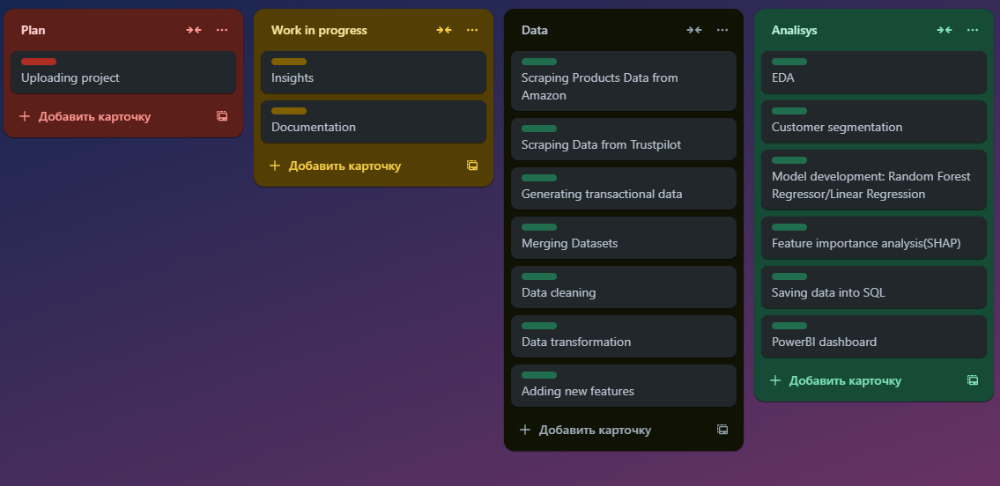 Plan
Uploading project
Добавить карточку
Work in progress
Insights
Documentation
Добавить карточку
Data
Scraping Products Data from
Amazon
Scraping Data from Trustpilot
Generating transactional data
Merging Datasets
Data cleaning
Data transformation
Adding new features
Добавить карточку
Analisys
EDA
Customer segmentation
Model development: Random Forest
Regressor/Linear Regression
Feature importance analysis(SHAP)
Saving data into SQL
PowerBI dashboard
Добавить карточку